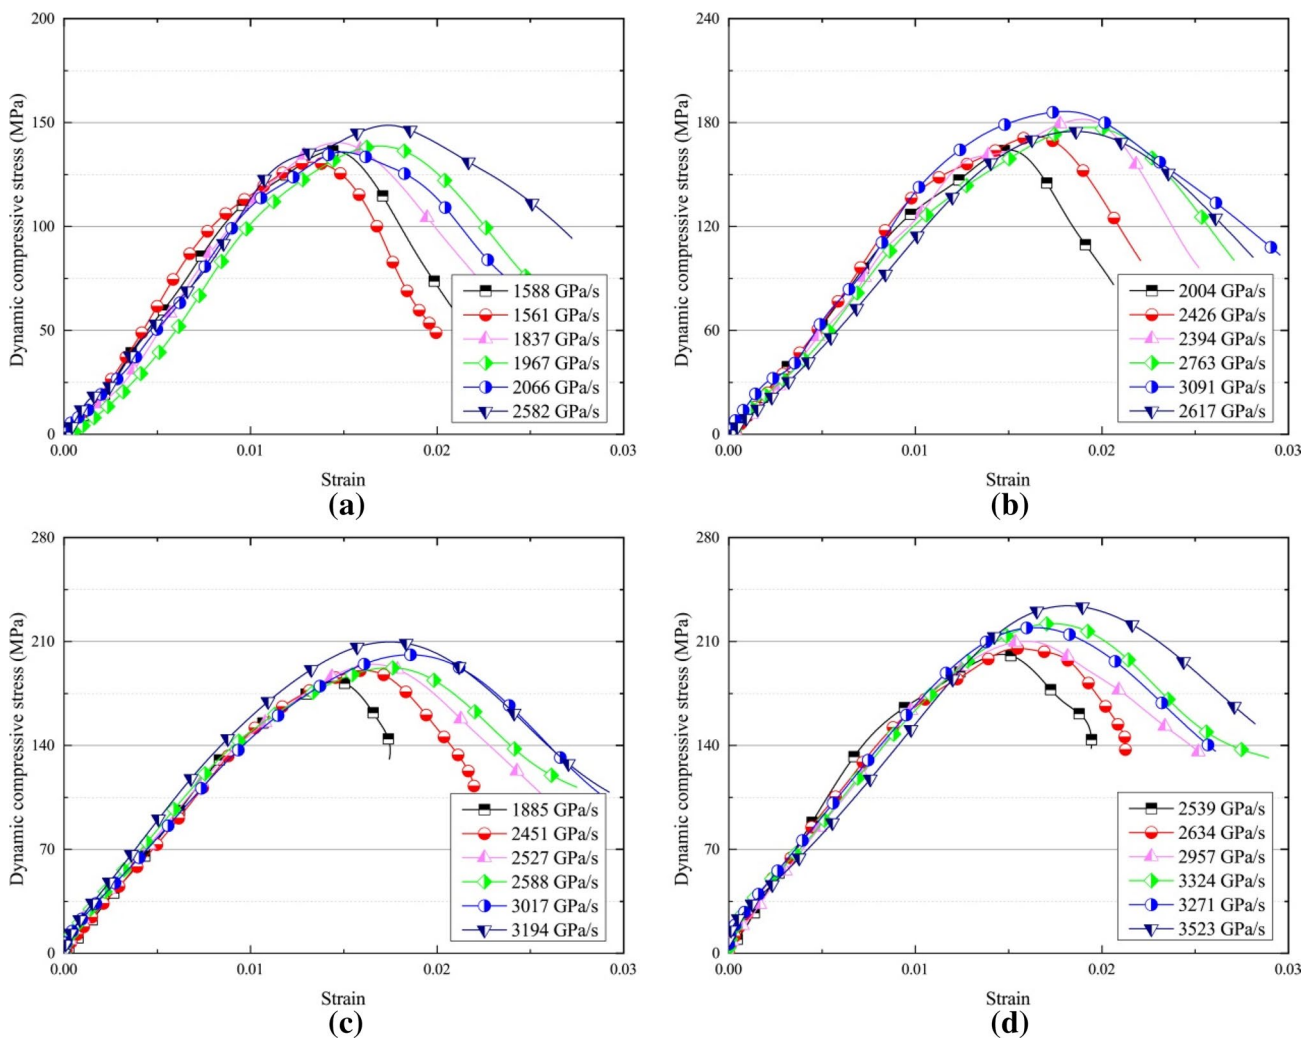 200
150
100
50
0
0.00
0.01
0.02
0.03
Dynamic compressive stress (MPa)
Strain
1588 GPa/s
1561 GPa/s
1837 GPa/s
1967 GPa/s
2066 GPa/s
2582 GPa/s
(a)
240
180
120
60
0
0.00
0.01
0.02
0.03
Dynamic compressive stress (MPa)
Strain
2004 GPa/s
2426 GPa/s
2394 GPa/s
2763 GPa/s
3091 GPa/s
2617 GPa/s
(b)
280
210
140
70
0
0.00
0.01
0.02
0.03
Dynamic compressive stress (MPa)
Strain
1885 GPa/s
2451 GPa/s
2527 GPa/s
2588 GPa/s
3017 GPa/s
3194 GPa/s
(c)
280
210
140
70
0
0.00
0.01
0.02
0.03
Dynamic compressive stress (MPa)
Strain
2539 GPa/s
2634 GPa/s
2957 GPa/s
3324 GPa/s
3271 GPa/s
3523 GPa/s
(d)